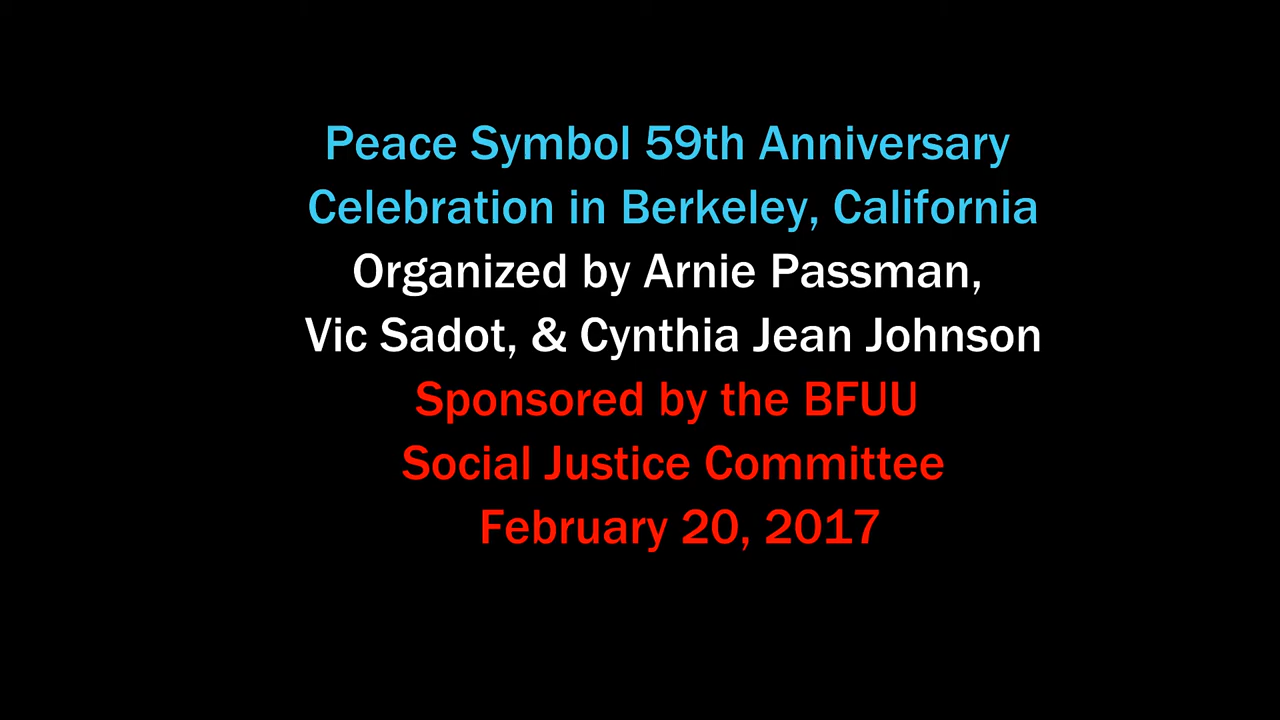 Peace Symbol 59th Anniversary
Celebration in Berkeley, California
Organized by Arnie Passman,
Vic Sadot, & Cynthia Jean Johnson
Sponsored by the BFUU
Social Justice Committee
February 20, 2017